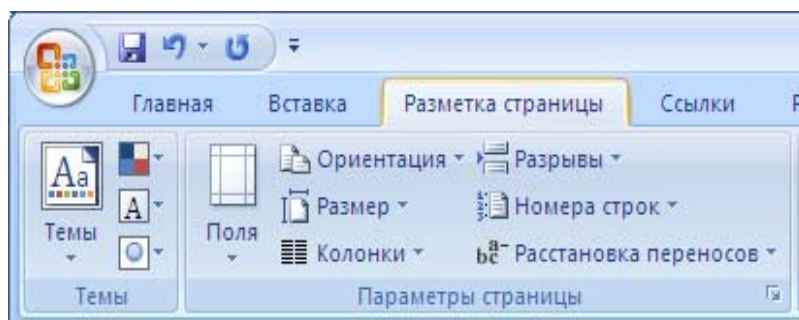 Главная Вставка Разметка страницы Ссылки
Aa
Темы
A
Поля
Ориентация
Размер
Колонки
Разрывы
Номера строк
Расстановка переносов
Темы Параметры страницы